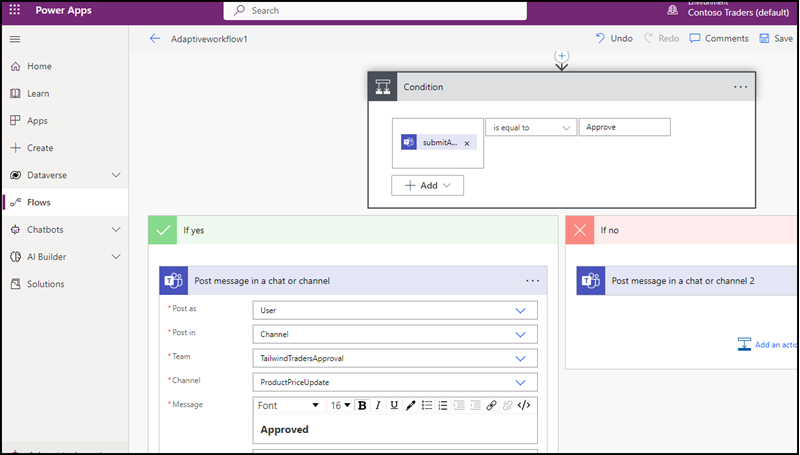 Power Apps
Search
Environment
Contoso Traders (default)
Adaptiveworkflow1
Undo
Redo
Comments
Save
Home
Learn
Apps
Create
Dataverse
Flows
Chatbots
AI Builder
Solutions
Condition
submitA... x
is equal to
Approve
+ Add
If yes
If no
Post message in a chat or channel
Post message in a chat or channel 2
* Post as
User
* Post in
Channel
* Team
TailwindTradersApproval
* Channel
ProductPriceUpdate
* Message
Font
16
B I U
</>
Approved
Add an actio